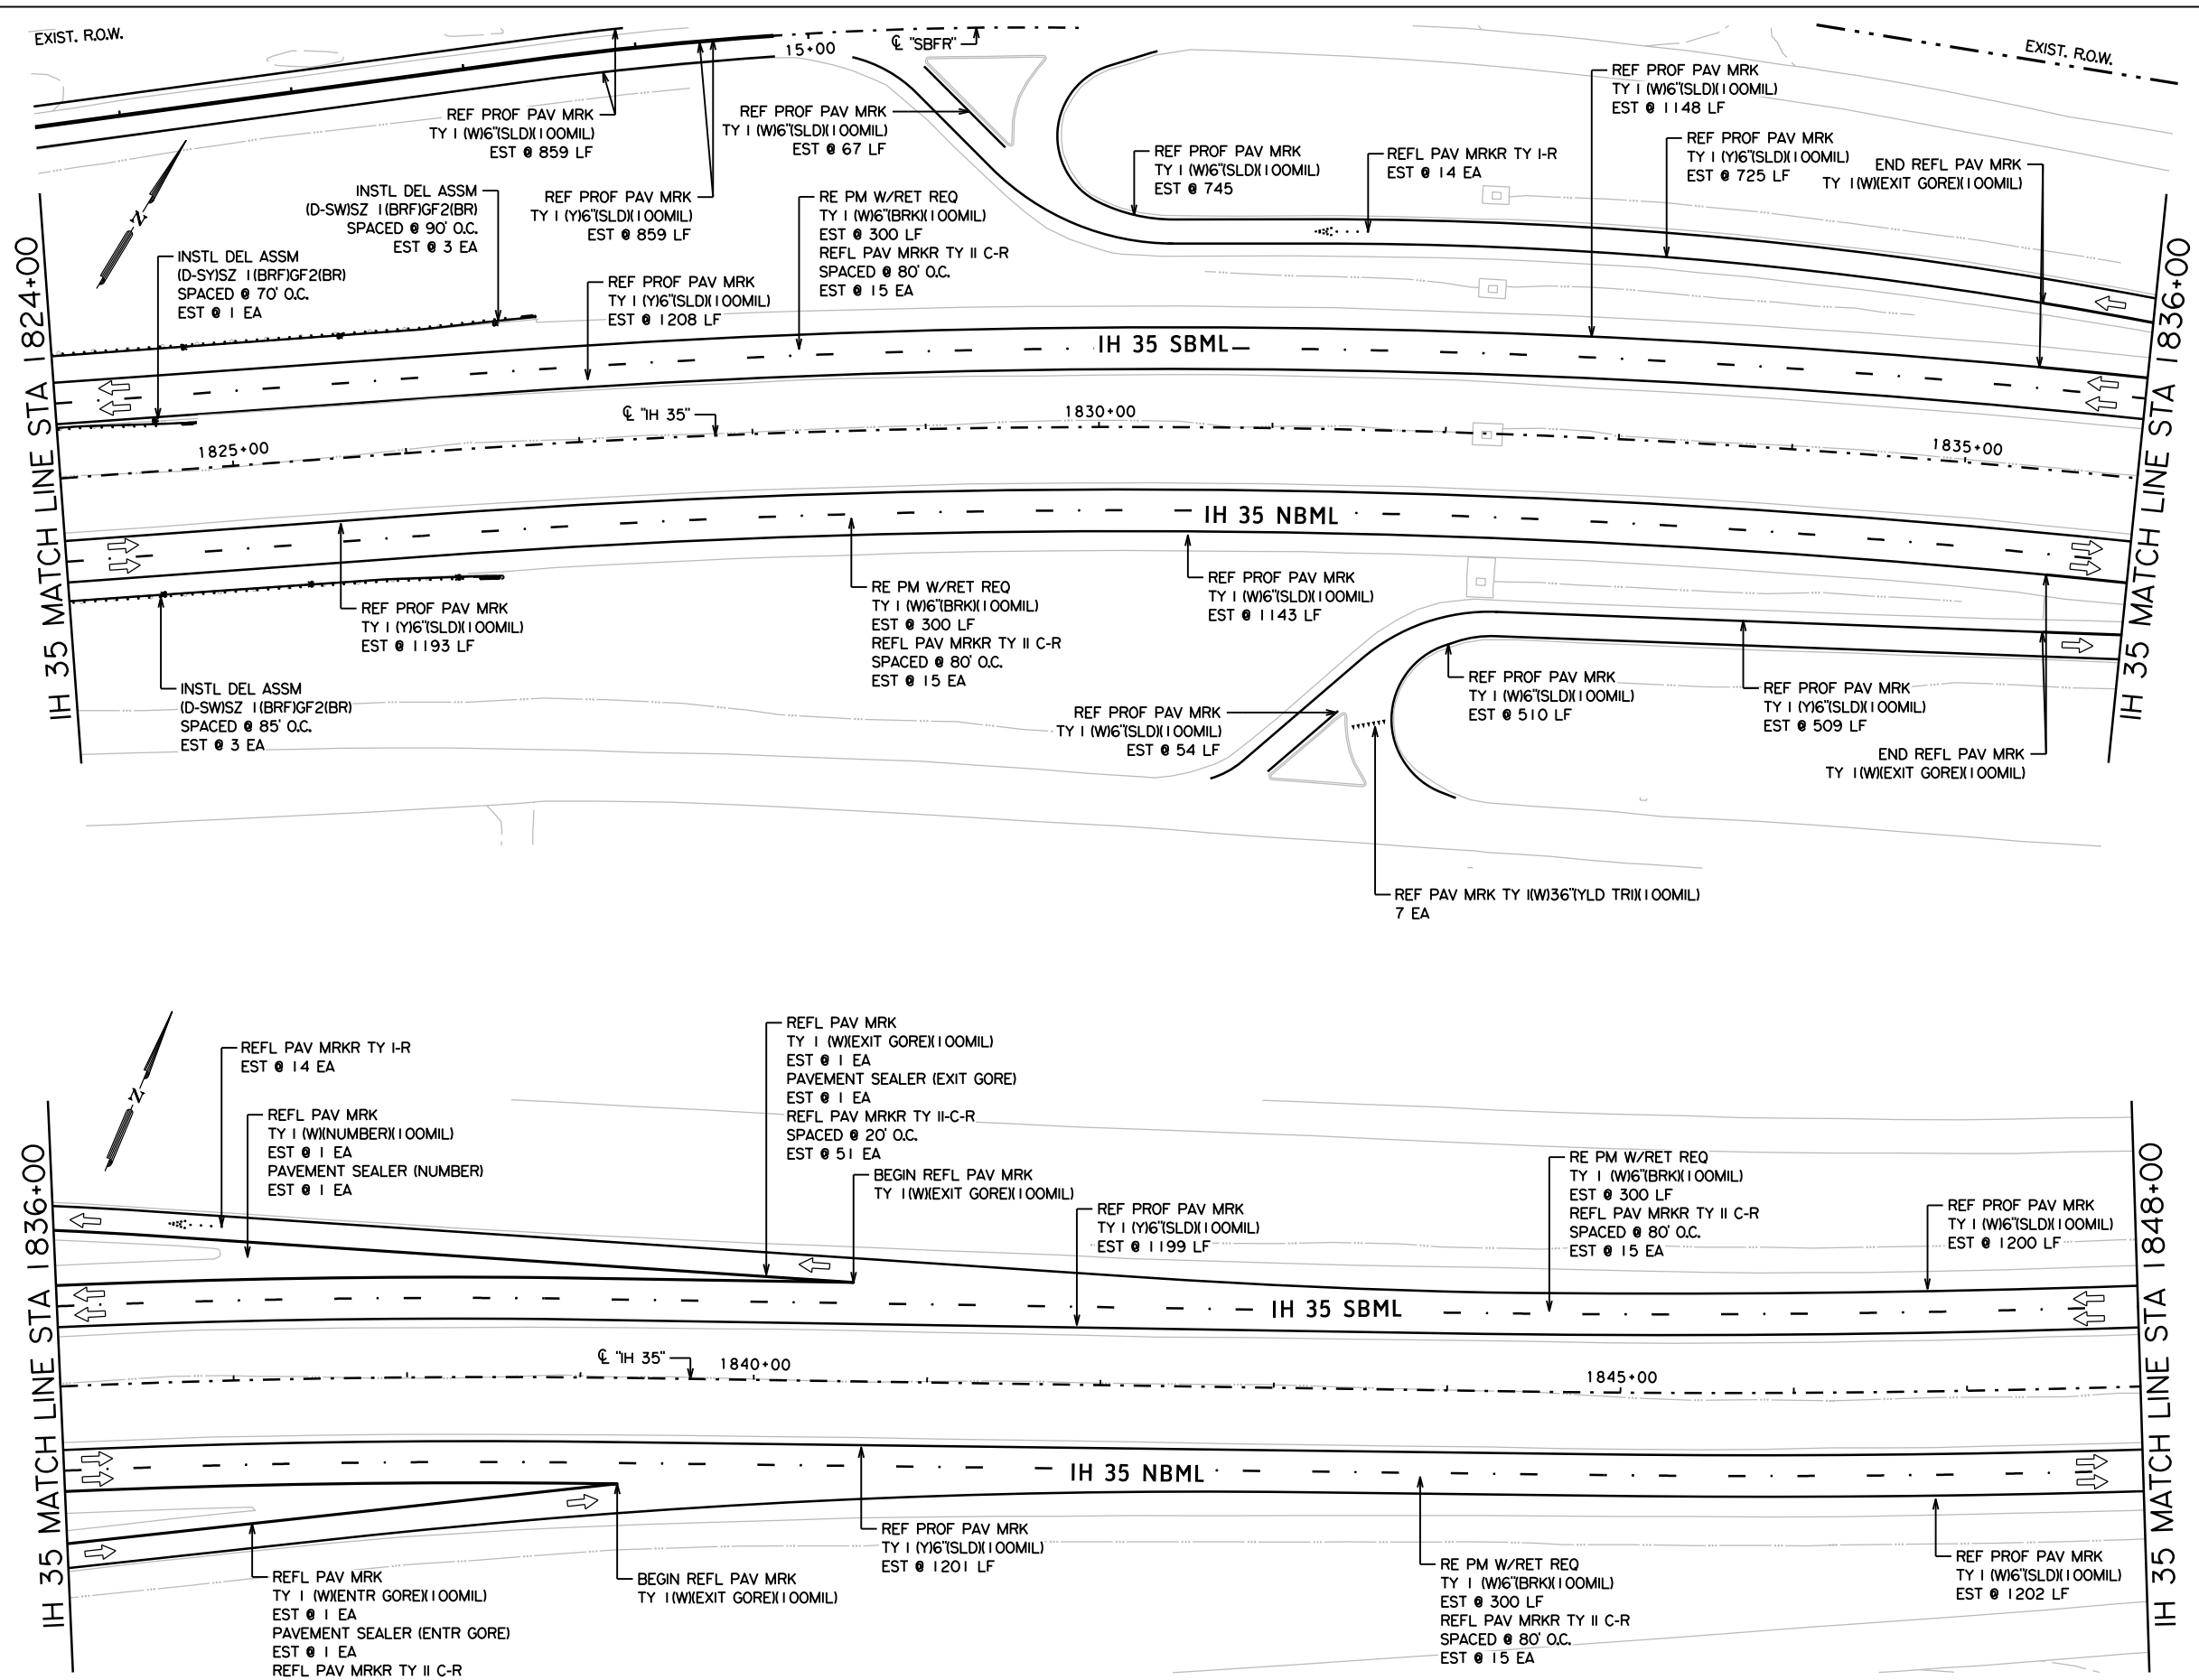 EXIST. R.O.W.
15+00
℄ "SBFR"
EXIST. R.O.W.
REF PROF PAV MRK
TY I (W)6"(SLD)(100MIL)
EST @ 859 LF
REF PROF PAV MRK
TY I (W)6"(SLD)(100MIL)
EST @ 67 LF
REF PROF PAV MRK
TY I (W)6"(SLD)(100MIL)
EST @ 1148 LF
REF PROF PAV MRK
TY I (Y)6"(SLD)(100MIL)
EST @ 725 LF
END REFL PAV MRK
TY I(W)(EXIT GORE)(100MIL)
REF PROF PAV MRK
TY I (W)6"(SLD)(100MIL)
EST @ 745
REFL PAV MRKR TY I-R
EST @ 14 EA
INSTL DEL ASSM
(D-SW)SZ 1(BRF)GF2(BR)
SPACED @ 90' O.C.
EST @ 3 EA
REF PROF PAV MRK
TY I (Y)6"(SLD)(100MIL)
EST @ 859 LF
RE PM W/RET REQ
TY I (W)6"(BRK)(100MIL)
EST @ 300 LF
REFL PAV MRKR TY II C-R
SPACED @ 80' O.C.
EST @ 15 EA
N
INSTL DEL ASSM
(D-SY)SZ 1(BRF)GF2(BR)
SPACED @ 70' O.C.
EST @ 1 EA
REF PROF PAV MRK
TY I (Y)6"(SLD)(100MIL)
EST @ 1208 LF
IH 35 MATCH LINE STA 1824+00
IH 35 MATCH LINE STA 1836+00
IH 35 SBML
℄ "IH 35"
1825+00
1830+00
1835+00
IH 35 NBML
REF PROF PAV MRK
TY I (Y)6"(SLD)(100MIL)
EST @ 1193 LF
RE PM W/RET REQ
TY I (W)6"(BRK)(100MIL)
EST @ 300 LF
REFL PAV MRKR TY II C-R
SPACED @ 80' O.C.
EST @ 15 EA
REF PROF PAV MRK
TY I (W)6"(SLD)(100MIL)
EST @ 1143 LF
INSTL DEL ASSM
(D-SW)SZ 1(BRF)GF2(BR)
SPACED @ 85' O.C.
EST @ 3 EA
REF PROF PAV MRK
TY I (W)6"(SLD)(100MIL)
EST @ 54 LF
REF PROF PAV MRK
TY I (W)6"(SLD)(100MIL)
EST @ 510 LF
REF PROF PAV MRK
TY I (Y)6"(SLD)(100MIL)
EST @ 509 LF
END REFL PAV MRK
TY I(W)(EXIT GORE)(100MIL)
REF PAV MRK TY I(W)36"(YLD TRI)(100MIL)
7 EA
N
REFL PAV MRKR TY I-R
EST @ 14 EA
REFL PAV MRK
TY I (W)(NUMBER)(100MIL)
EST @ 1 EA
PAVEMENT SEALER (NUMBER)
EST @ 1 EA
REFL PAV MRK
TY I (W)(EXIT GORE)(100MIL)
EST @ 1 EA
PAVEMENT SEALER (EXIT GORE)
EST @ 1 EA
REFL PAV MRKR TY II-C-R
SPACED @ 20' O.C.
EST @ 51 EA
BEGIN REFL PAV MRK
TY I(W)(EXIT GORE)(100MIL)
REF PROF PAV MRK
TY I (Y)6"(SLD)(100MIL)
EST @ 1199 LF
RE PM W/RET REQ
TY I (W)6"(BRK)(100MIL)
EST @ 300 LF
REFL PAV MRKR TY II C-R
SPACED @ 80' O.C.
EST @ 15 EA
REF PROF PAV MRK
TY I (W)6"(SLD)(100MIL)
EST @ 1200 LF
IH 35 MATCH LINE STA 1836+00
IH 35 MATCH LINE STA 1848+00
IH 35 SBML
℄ "IH 35"
1840+00
1845+00
IH 35 NBML
REFL PAV MRK
TY I (W)(ENTR GORE)(100MIL)
EST @ 1 EA
PAVEMENT SEALER (ENTR GORE)
EST @ 1 EA
REFL PAV MRKR TY II C-R
BEGIN REFL PAV MRK
TY I(W)(EXIT GORE)(100MIL)
REF PROF PAV MRK
TY I (Y)6"(SLD)(100MIL)
EST @ 1201 LF
RE PM W/RET REQ
TY I (W)6"(BRK)(100MIL)
EST @ 300 LF
REFL PAV MRKR TY II C-R
SPACED @ 80' O.C.
EST @ 15 EA
REF PROF PAV MRK
TY I (W)6"(SLD)(100MIL)
EST @ 1202 LF